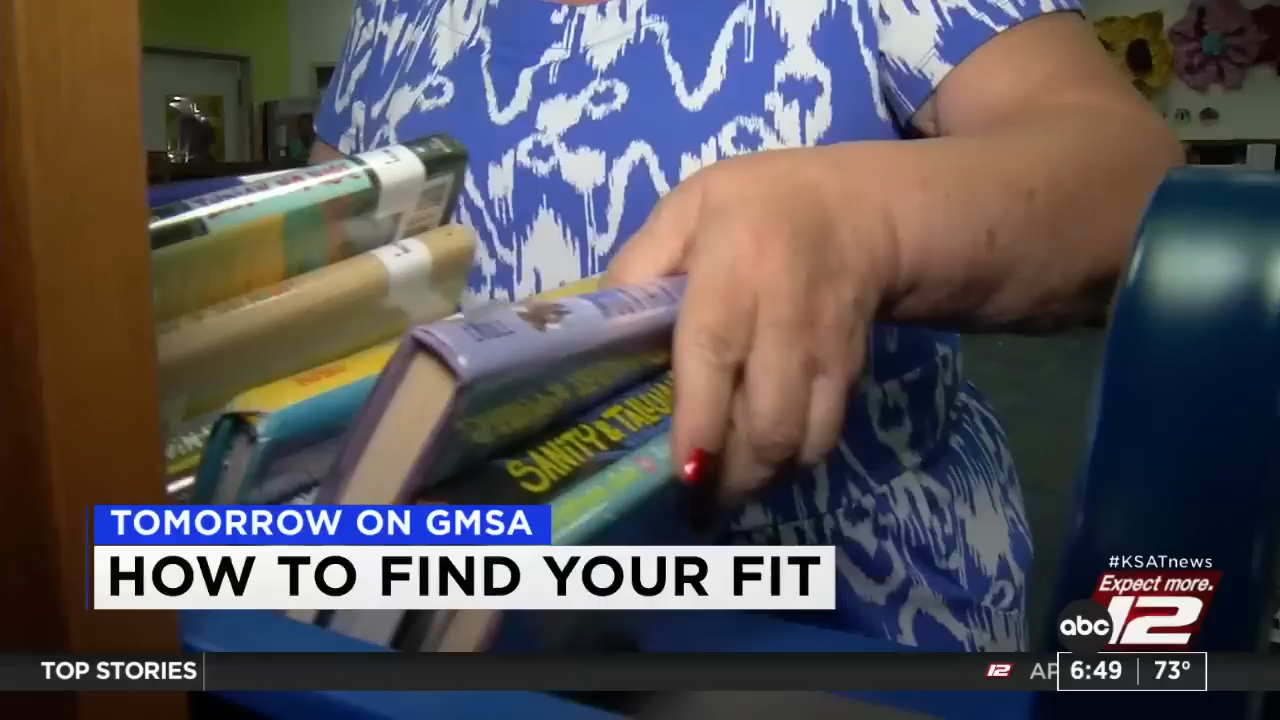 SANITY & TALLU
TOMORROW ON GMSA
HOW TO FIND YOUR FIT
#KSATnews
Expect more.
abc 12
TOP STORIES
12 AP
6:49 73°